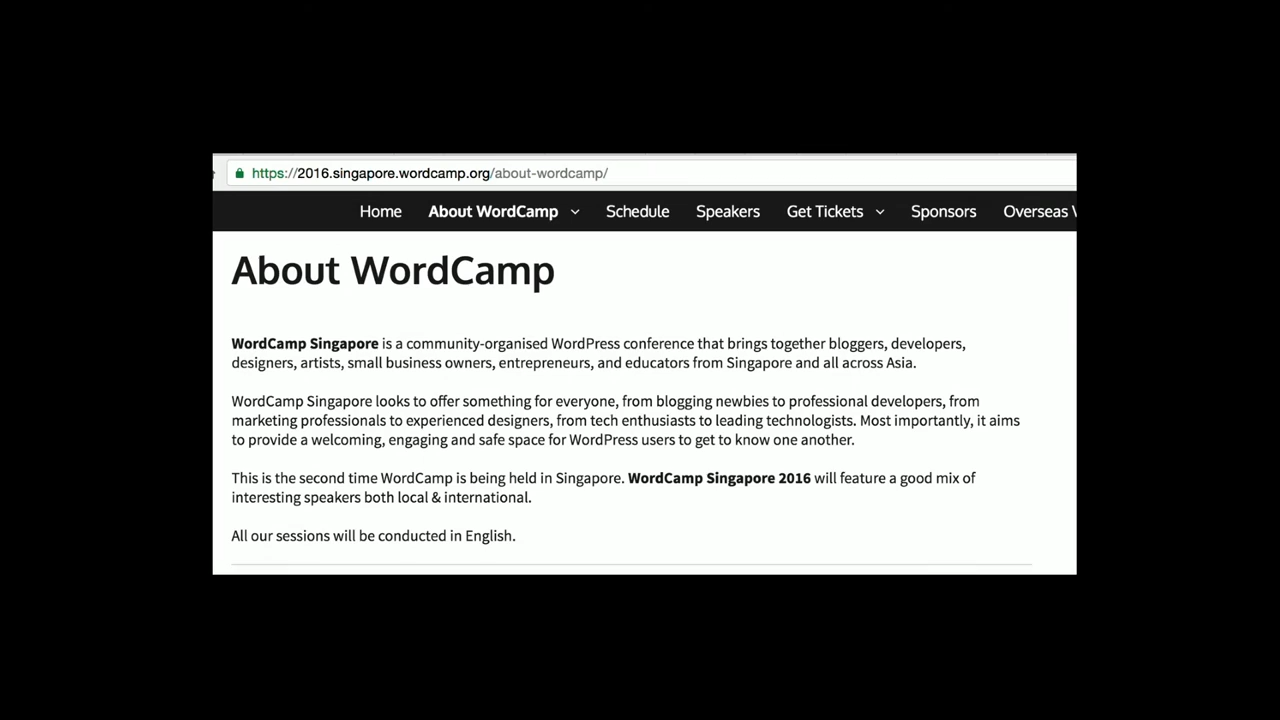 https://2016.singapore.wordcamp.org/about-wordcamp/
Home About WordCamp Schedule Speakers Get Tickets Sponsors Overseas
About WordCamp
WordCamp Singapore is a community-organised WordPress conference that brings together bloggers, developers,
designers, artists, small business owners, entrepreneurs, and educators from Singapore and all across Asia.
WordCamp Singapore looks to offer something for everyone, from blogging newbies to professional developers, from
marketing professionals to experienced designers, from tech enthusiasts to leading technologists. Most importantly, it aims
to provide a welcoming, engaging and safe space for WordPress users to get to know one another.
This is the second time WordCamp is being held in Singapore. WordCamp Singapore 2016 will feature a good mix of
interesting speakers both local & international.
All our sessions will be conducted in English.